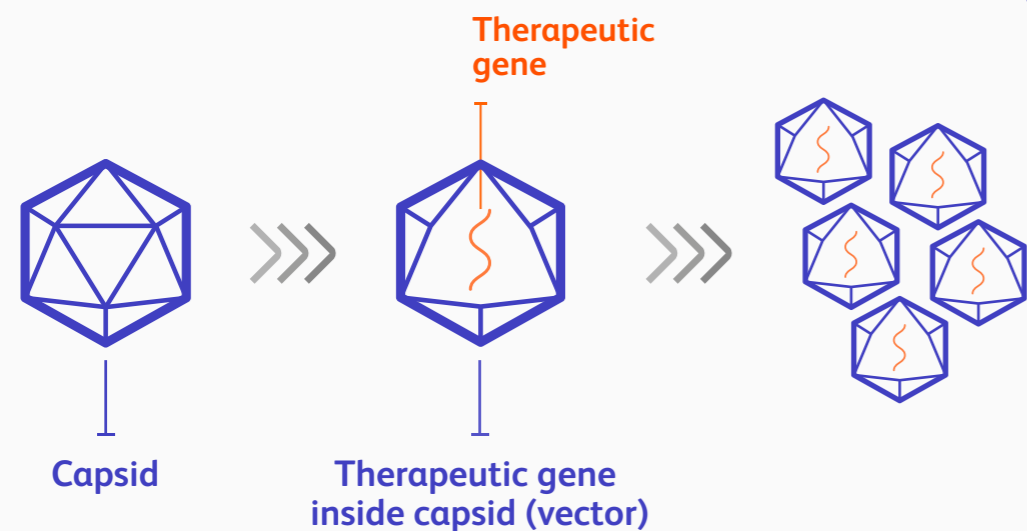 Therapeutic
gene
Capsid
Therapeutic gene
inside capsid (vector)